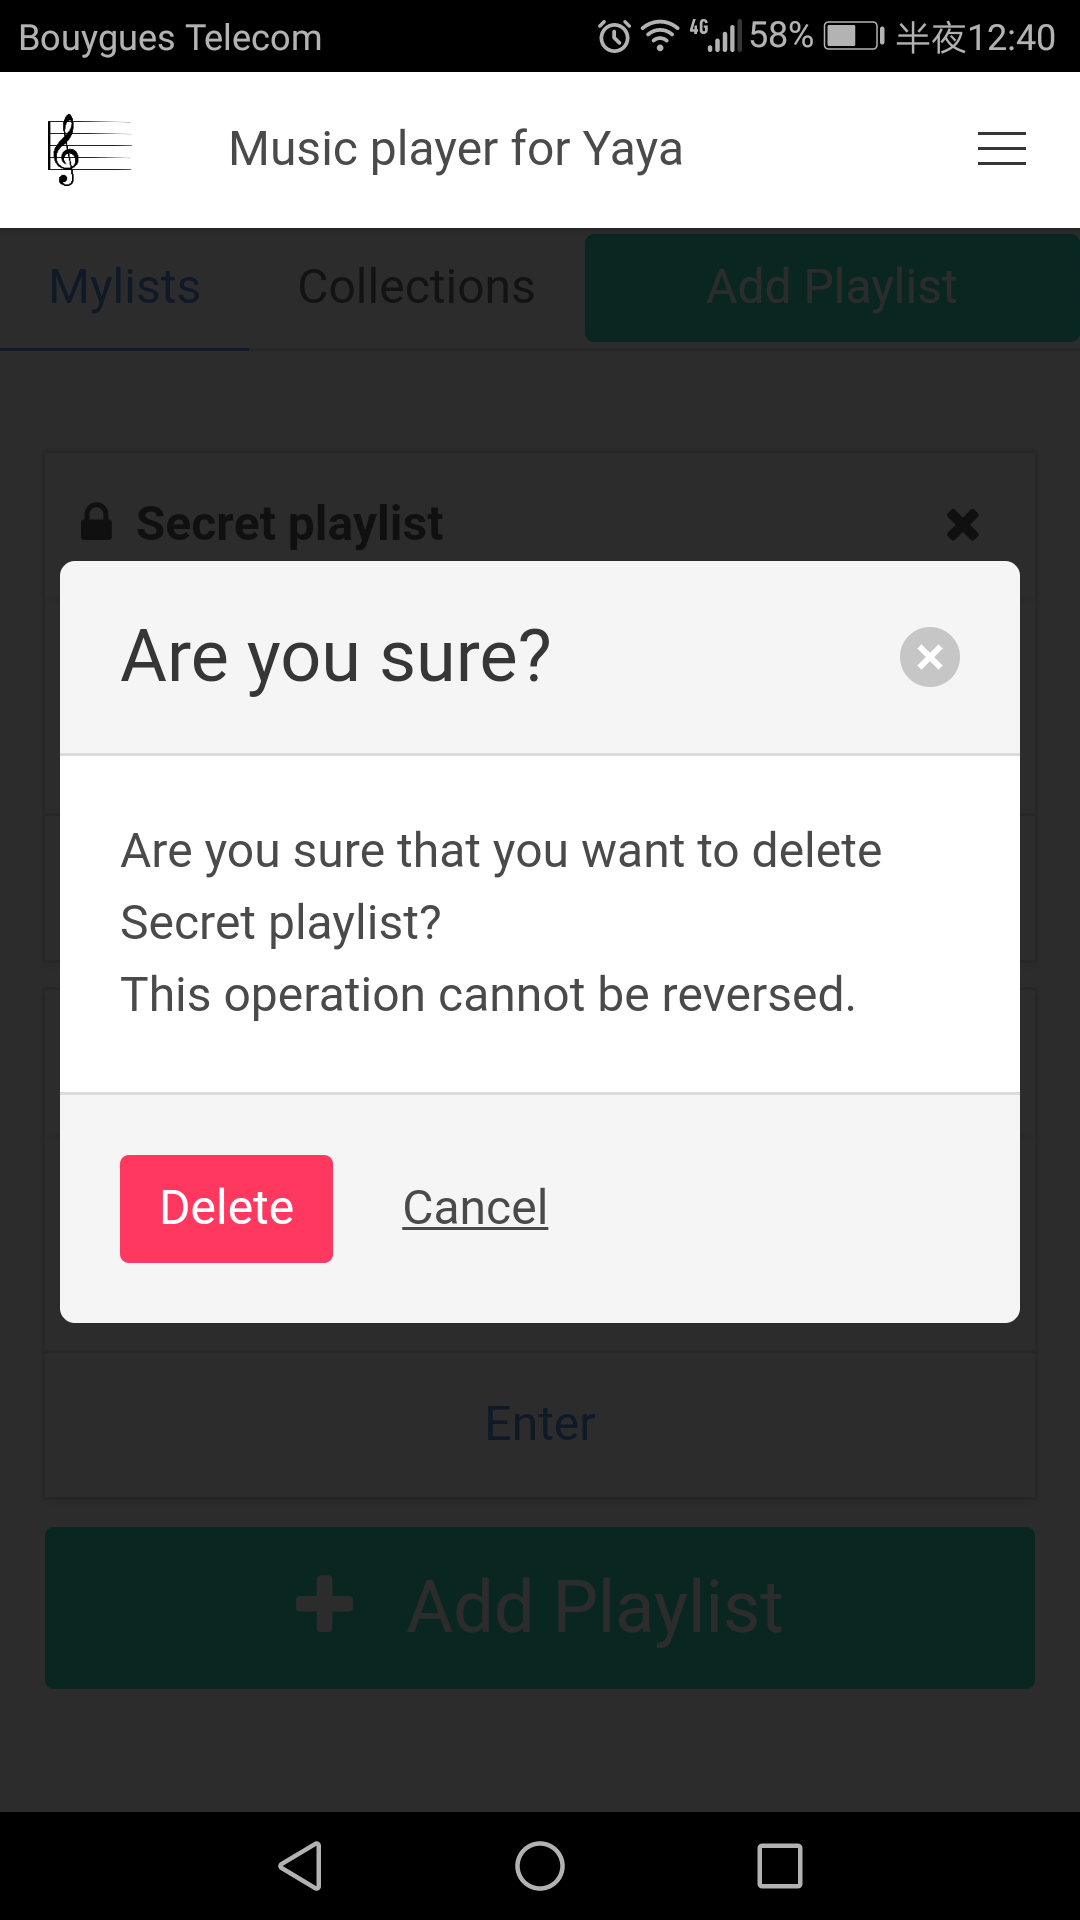 Bouygues Telecom 4G 58% 半夜12:40
Music player for Yaya
Mylists Collections Add Playlist
Secret playlist
Are you sure?
Are you sure that you want to delete
Secret playlist?
This operation cannot be reversed.
Delete Cancel
Enter
Add Playlist